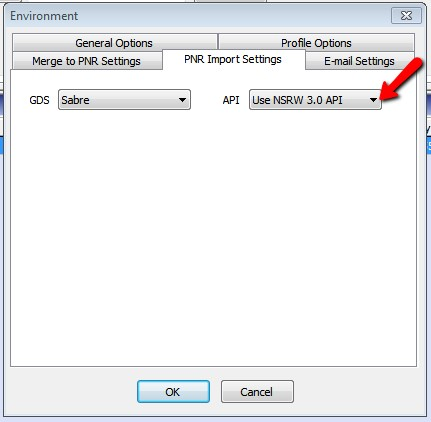 Environment
General Options Profile Options
Merge to PNR Settings PNR Import Settings E-mail Settings
GDS Sabre API Use NSRW 3.0 API
OK Cancel